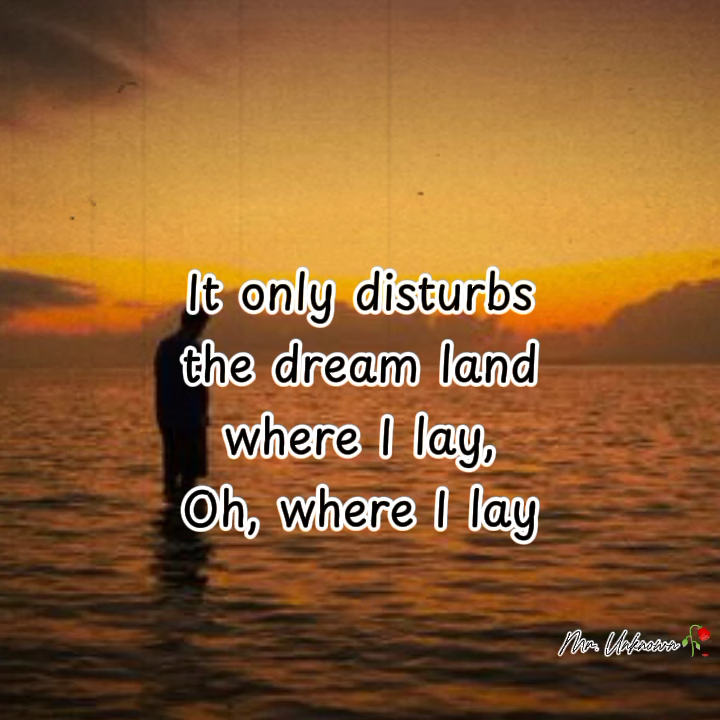 It only disturbs
the dream land
where I lay,
Oh, where I lay
Mr. Unknown🥀